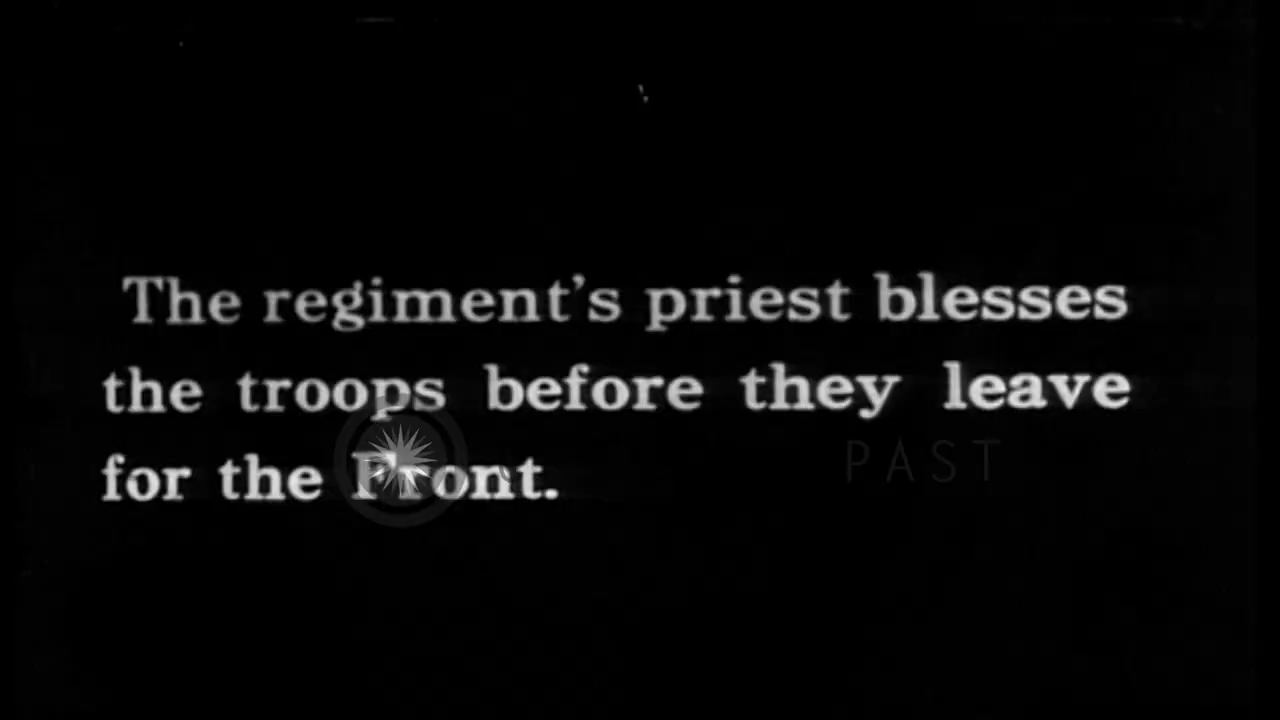 The regiment's priest blesses
the troops before they leave
for the Front.
PAST